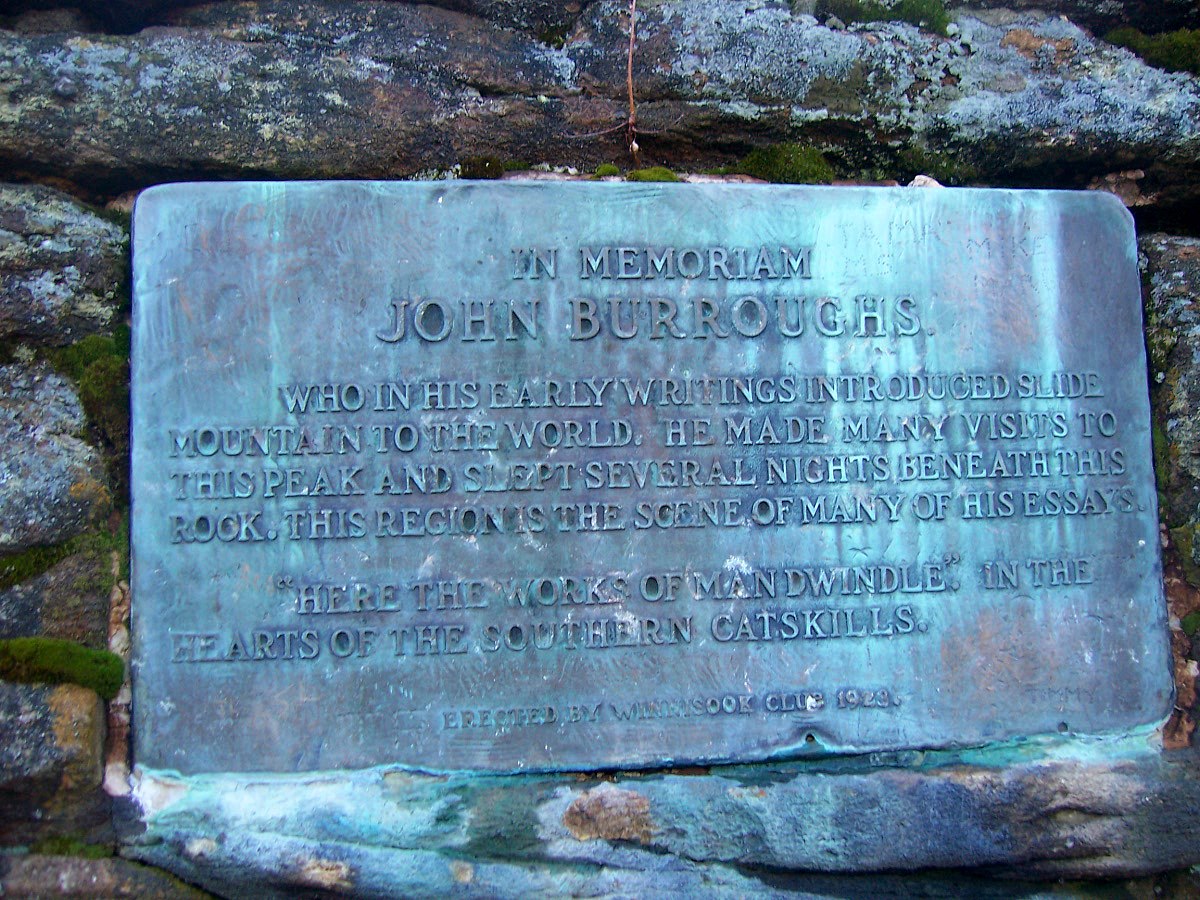 IN MEMORIAM
JOHN BURROUGHS.
WHO IN HIS EARLY WRITINGS INTRODUCED SLIDE
MOUNTAIN TO THE WORLD. HE MADE MANY VISITS TO
THIS PEAK AND SLEPT SEVERAL NIGHTS BENEATH THIS
ROCK. THIS REGION IS THE SCENE OF MANY OF HIS ESSAYS.
"HERE THE WORKS OF MAN DWINDLE". IN THE
HEARTS OF THE SOUTHERN CATSKILLS.
ERECTED BY WINNISOOK CLUB 1923.
MIKE